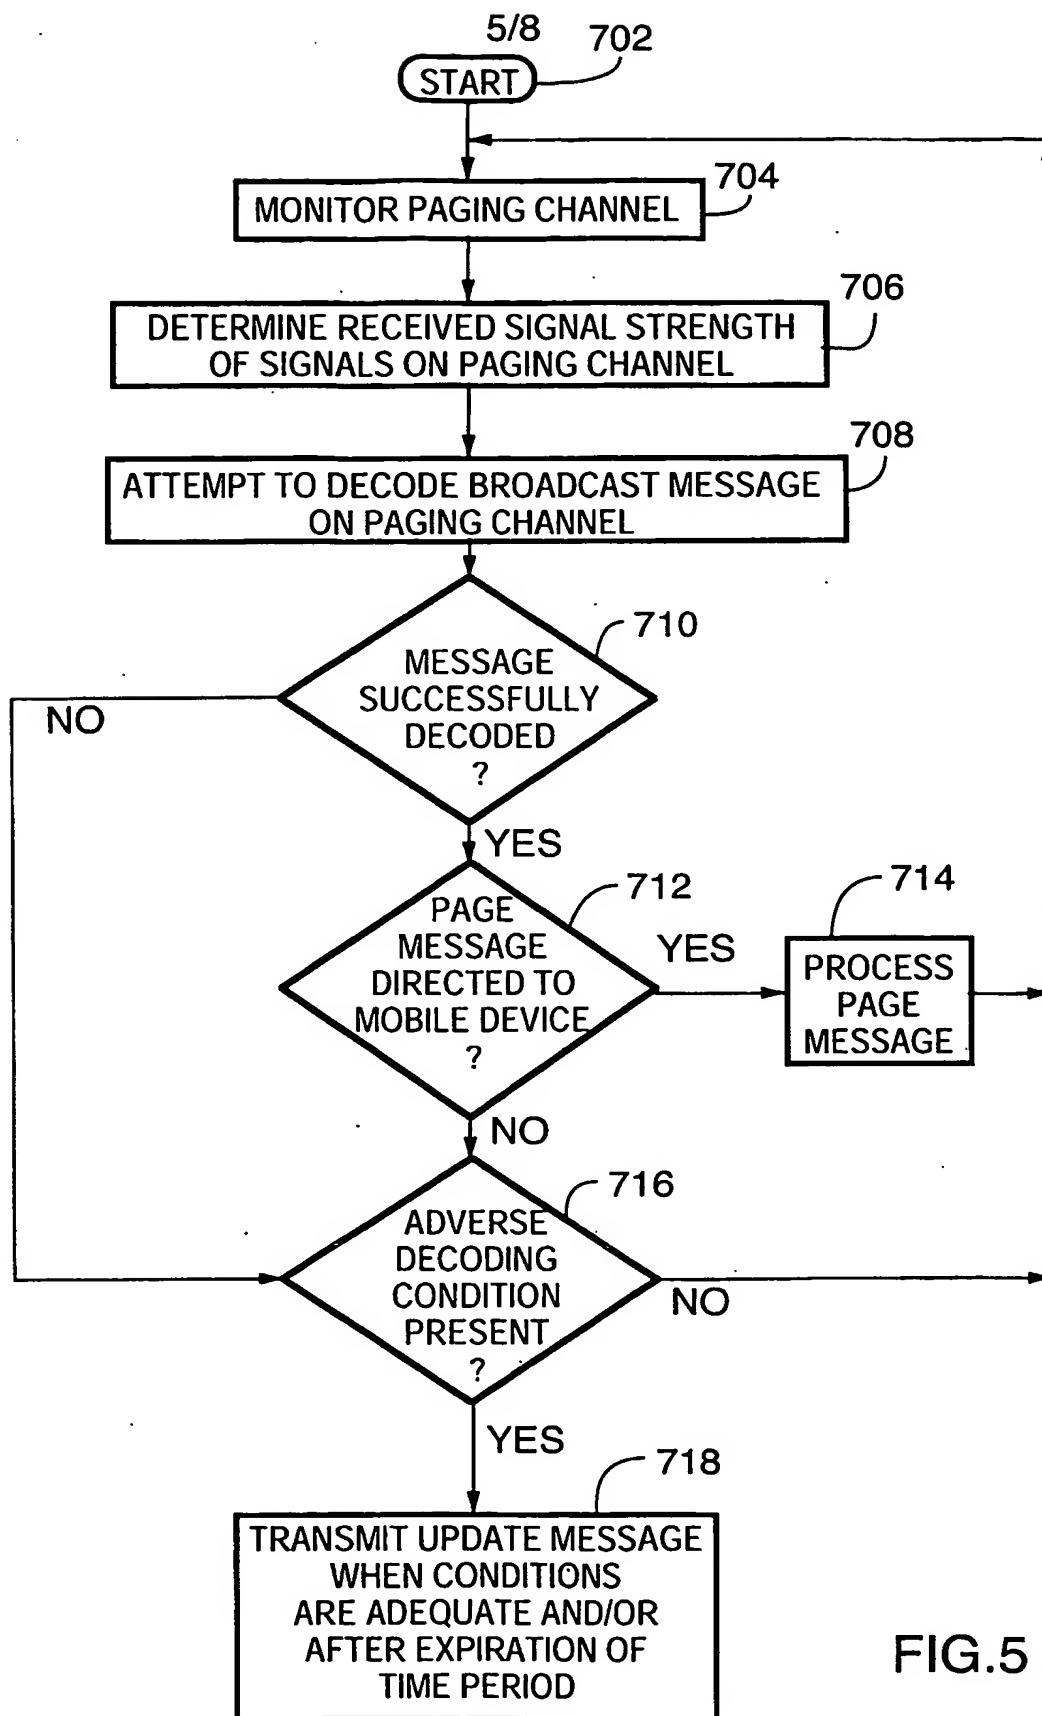 5/8
702
START
704
MONITOR PAGING CHANNEL
706
DETERMINE RECEIVED SIGNAL STRENGTH
OF SIGNALS ON PAGING CHANNEL
708
ATTEMPT TO DECODE BROADCAST MESSAGE
ON PAGING CHANNEL
710
MESSAGE
SUCCESSFULLY
DECODED
?
NO
YES
712
PAGE
MESSAGE
DIRECTED TO
MOBILE DEVICE
?
YES
714
PROCESS
PAGE
MESSAGE
NO
716
ADVERSE
DECODING
CONDITION
PRESENT
?
NO
YES
718
TRANSMIT UPDATE MESSAGE
WHEN CONDITIONS
ARE ADEQUATE AND/OR
AFTER EXPIRATION OF
TIME PERIOD
FIG.5